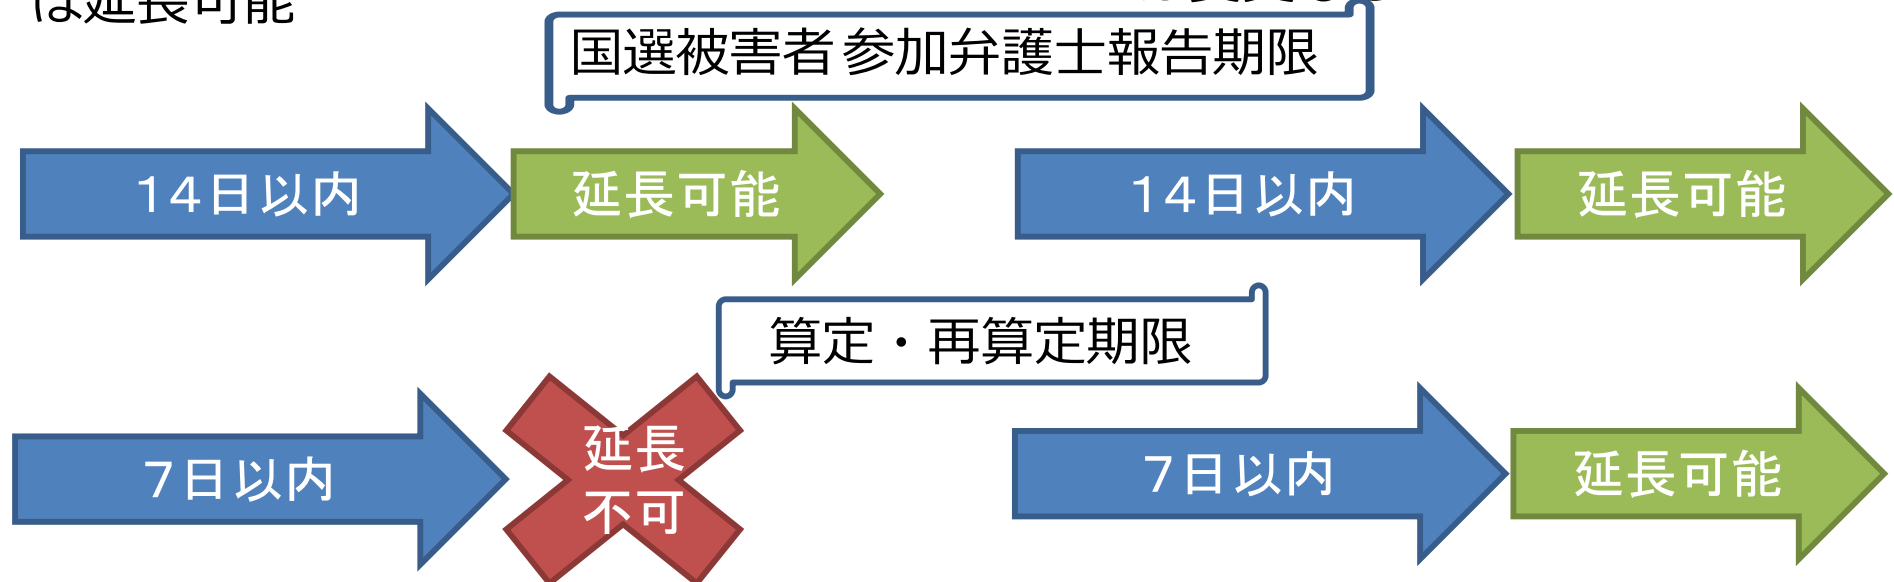 は延長可能
国選被害者参加弁護士報告期限
14日以内
延長可能
14日以内
延長可能
算定・再算定期限
7日以内
延長
不可
7日以内
延長可能